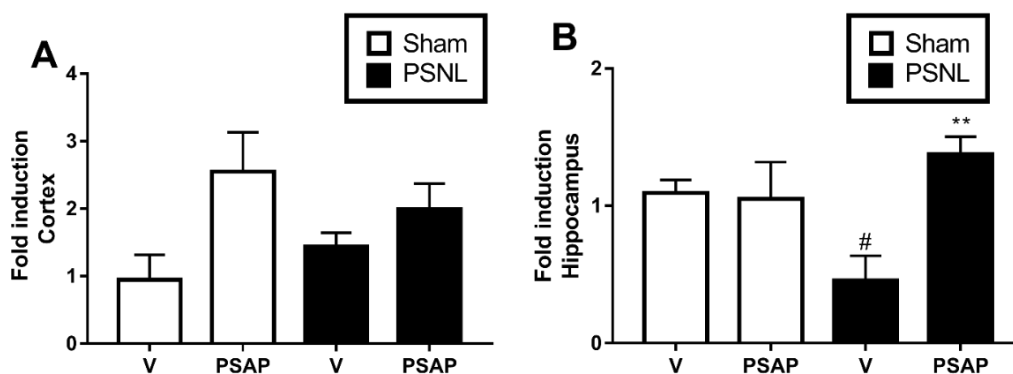 A
Sham
PSNL
Fold induction
Cortex
4
3
2
1
0
V
PSAP
V
PSAP
B
Sham
PSNL
Fold induction
Hippocampus
2
1
0
#
**
V
PSAP
V
PSAP